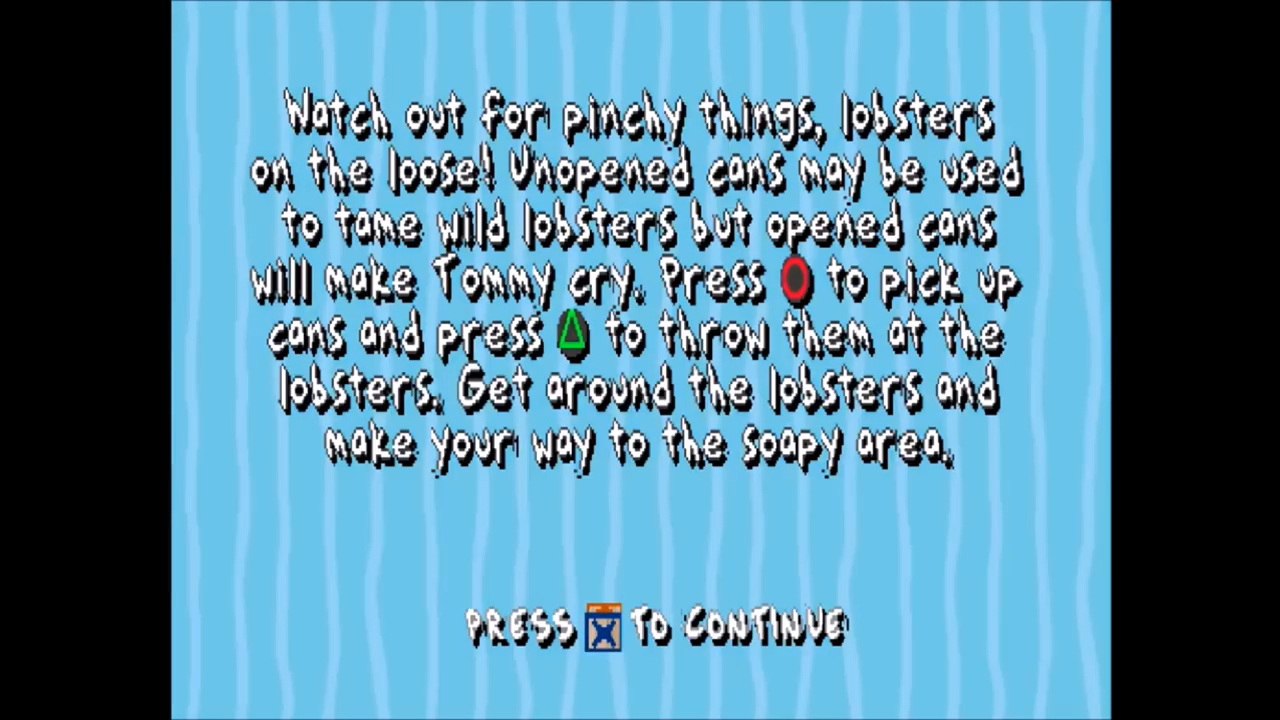 Watch out for pinchy things, lobsters
on the loose! Unopened cans may be used
to tame wild lobsters but opened cans
will make Tommy cry. Press O to pick up
cans and press △ to throw them at the
lobsters. Get around the lobsters and
make your way to the soapy area.
PRESS X TO CONTINUE